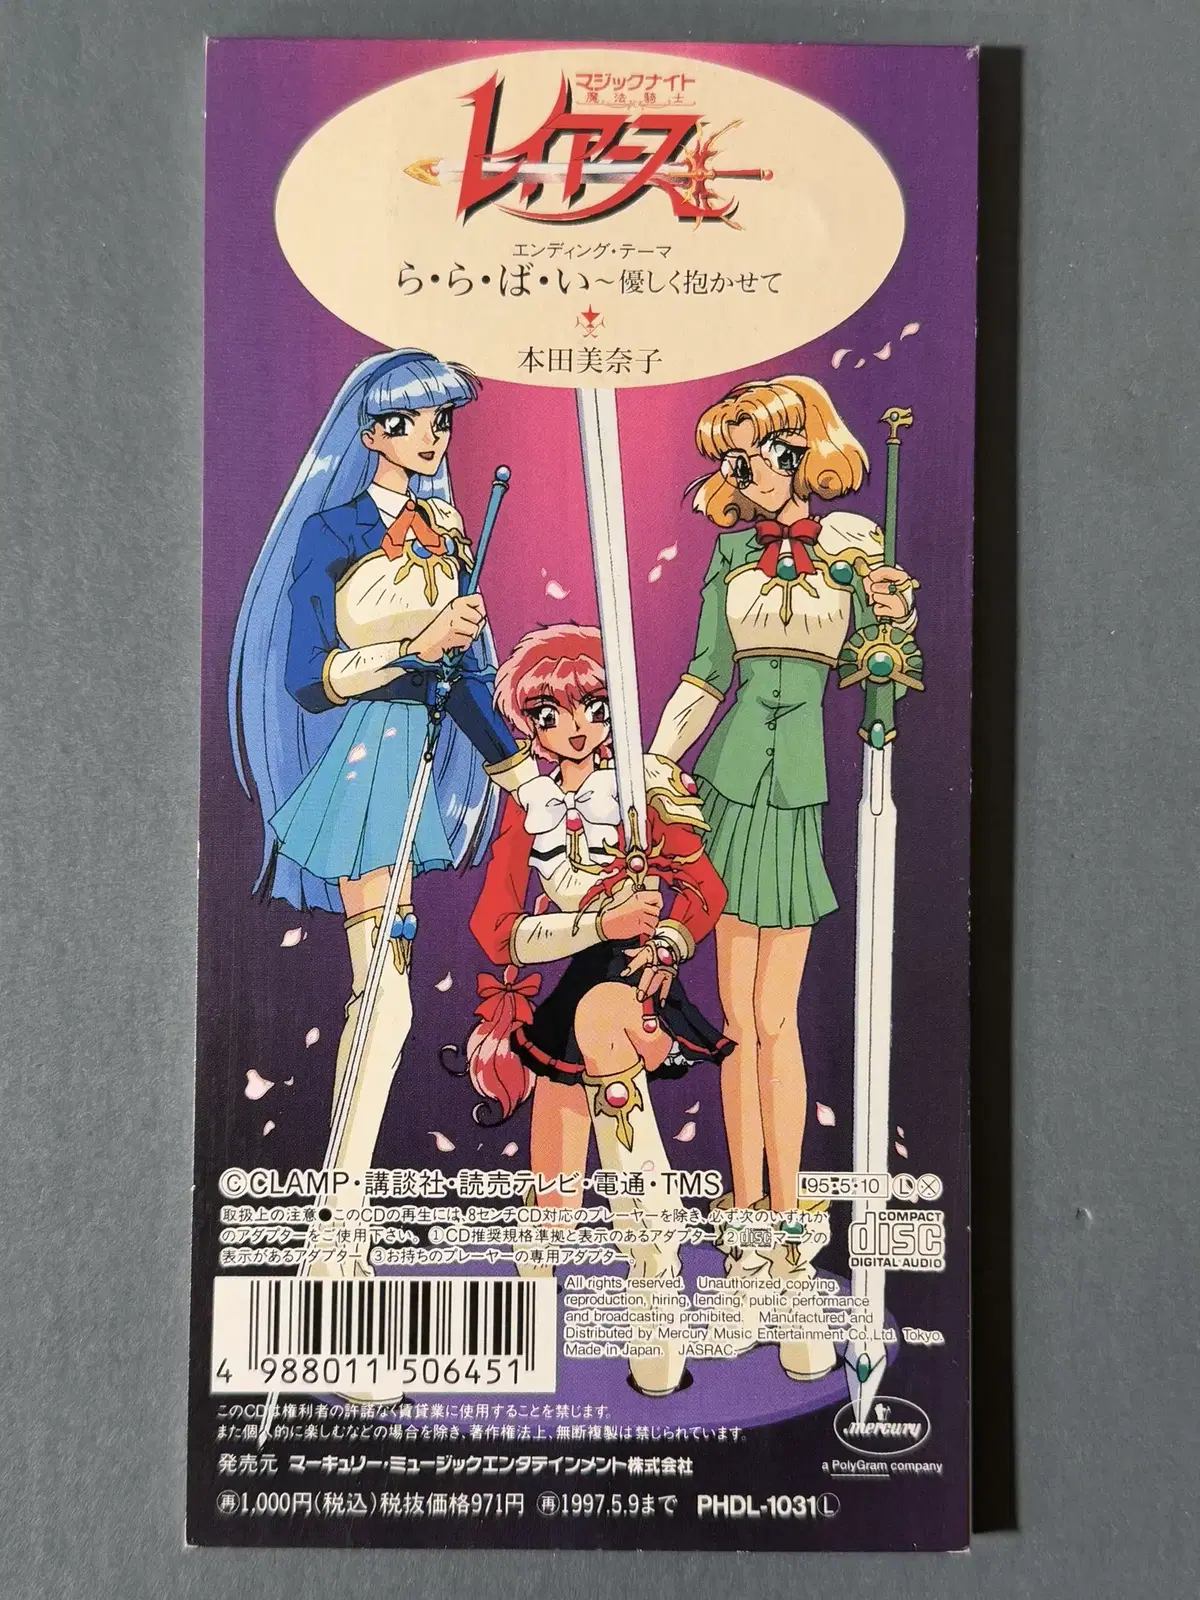 マジックナイト
魔法騎士
レイアース
エンディング・テーマ
ら・ら・ば・い～優しく抱かせて
本田美奈子
©CLAMP・講談社・読売テレビ・電通・TMS
95・5・10 Ⓛ
取扱上の注意●このCDの再生には、8センチCD対応のプレーヤーを除き、必ず次のいずれか
のアダプターをご使用下さい。①CD推奨規格準拠と表示のあるアダプター ②discマークの
表示があるアダプター ③お持ちのプレーヤーの専用アダプター。
COMPACT
disc
DIGITAL AUDIO
All rights reserved. Unauthorized copying,
reproduction, hiring, lending, public performance
and broadcasting prohibited. Manufactured and
Distributed by Mercury Music Entertainment Co.,Ltd. Tokyo.
Made in Japan. JASRAC.
4 988011 506451
このCDは権利者の許諾なく賃貸業に使用することを禁じます。
また個人的に楽しむなどの場合を除き、著作権法上、無断複製は禁じられています。
発売元 マーキュリー・ミュージックエンタテインメント株式会社
mercury
a PolyGram company
再1,000円(税込)税抜価格971円 再1997.5.9まで PHDL-1031Ⓛ